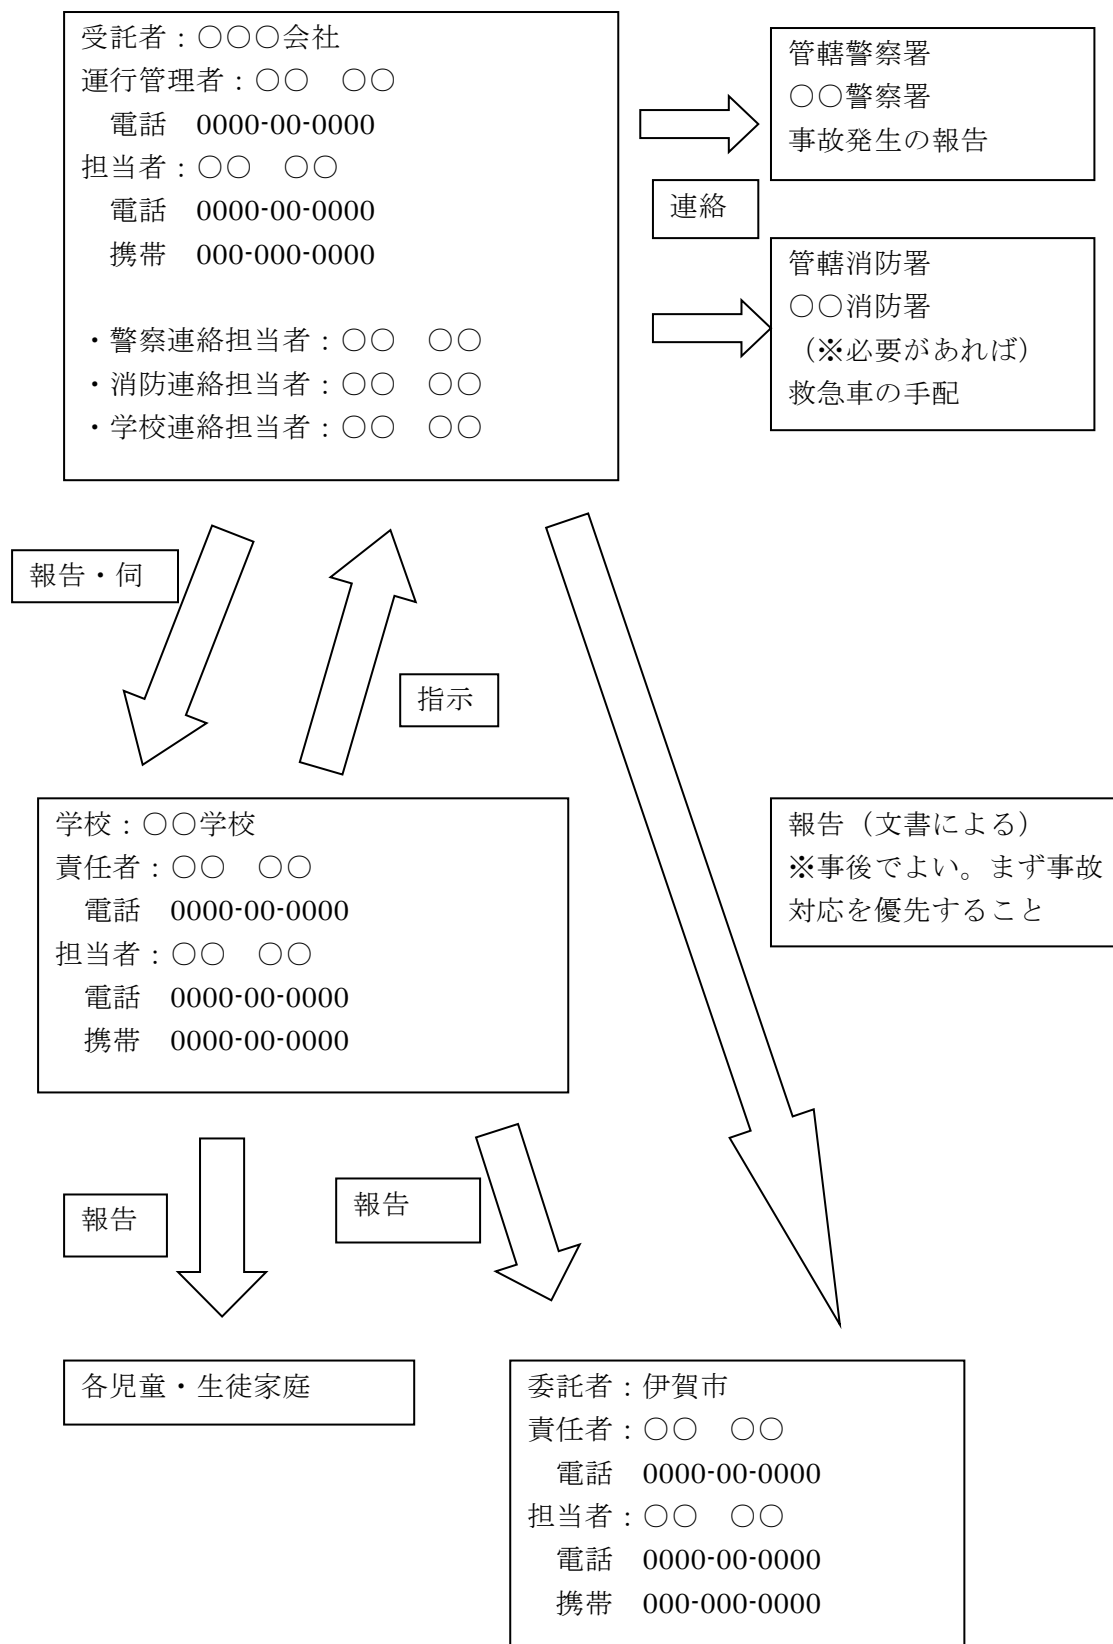 受託者：○○○会社
運行管理者：○○　○○
電話　0000-00-0000
担当者：○○　○○
電話　0000-00-0000
携帯　000-000-0000
・警察連絡担当者：○○　○○
・消防連絡担当者：○○　○○
・学校連絡担当者：○○　○○
管轄警察署
○○警察署
事故発生の報告
連絡
管轄消防署
○○消防署
（※必要があれば）
救急車の手配
報告・伺
指示
学校：○○学校
責任者：○○　○○
電話　0000-00-0000
担当者：○○　○○
電話　0000-00-0000
携帯　0000-00-0000
報告（文書による）
※事後でよい。まず事故
対応を優先すること
報告
報告
各児童・生徒家庭
委託者：伊賀市
責任者：○○　○○
電話　0000-00-0000
担当者：○○　○○
電話　0000-00-0000
携帯　000-000-0000